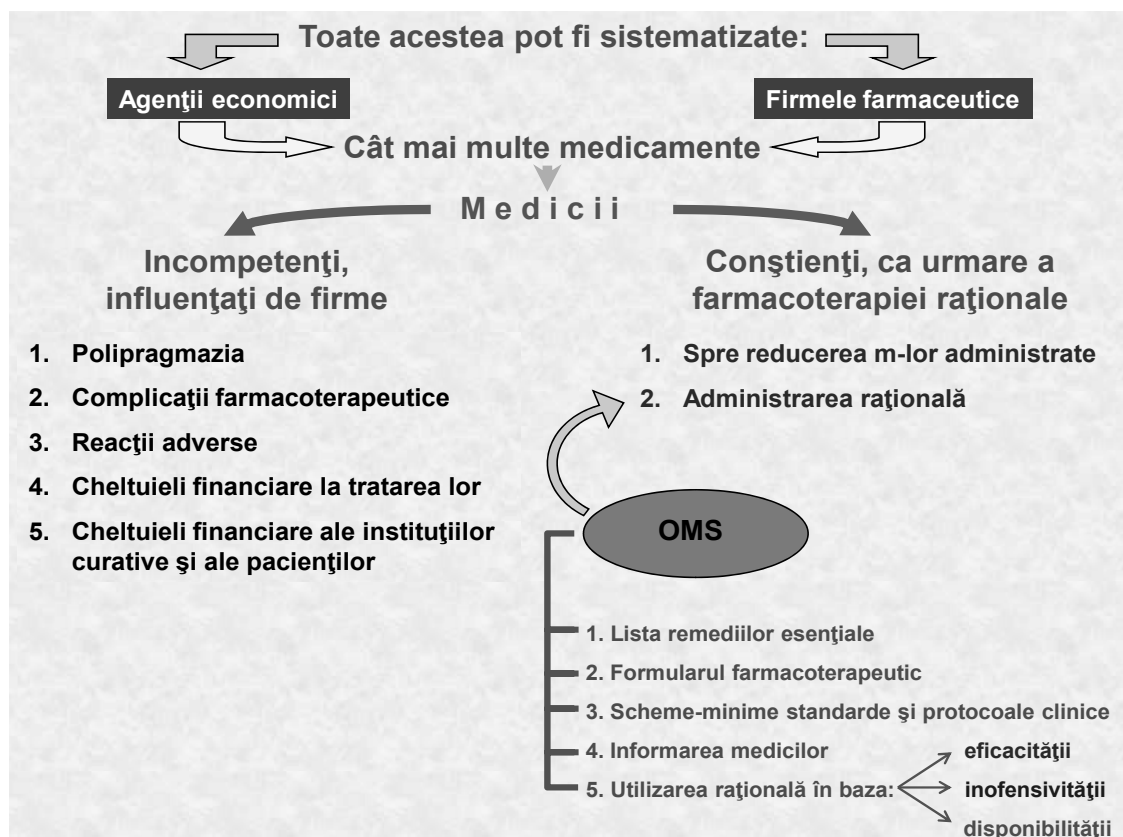 Toate acestea pot fi sistematizate:
Agenţii economici
Firmele farmaceutice
Cât mai multe medicamente
Medicii
Incompetenţi,
influenţaţi de firme
Conştienţi, ca urmare a
farmacoterapiei raţionale
1. Polipragmazia
2. Complicaţii farmacoterapeutice
3. Reacţii adverse
4. Cheltuieli financiare la tratarea lor
5. Cheltuieli financiare ale instituţiilor
curative şi ale pacienţilor
1. Spre reducerea m-lor administrate
2. Administrarea raţională
OMS
1. Lista remediilor esenţiale
2. Formularul farmacoterapeutic
3. Scheme-minime standarde şi protocoale clinice
4. Informarea medicilor
5. Utilizarea raţională în baza:
eficacităţii
inofensivităţii
disponibilităţii